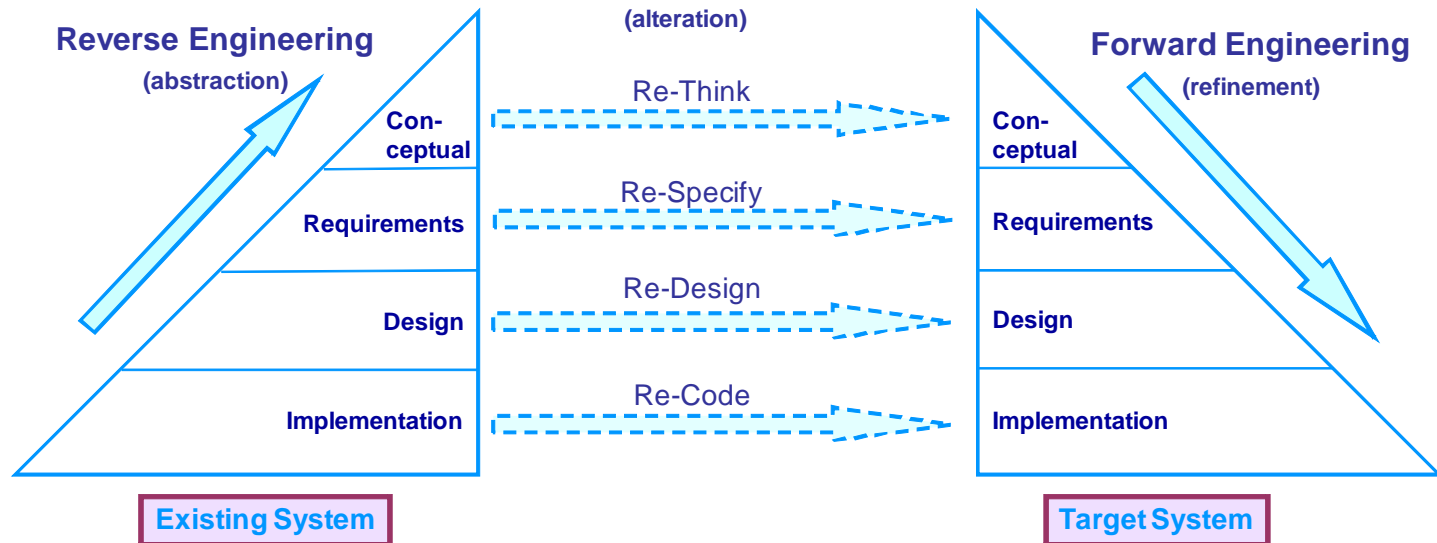 (alteration)
Reverse Engineering
(abstraction)
Forward Engineering
(refinement)
Re-Think
Con-
ceptual
Con-
ceptual
Re-Specify
Requirements
Requirements
Re-Design
Design
Design
Re-Code
Implementation
Implementation
Existing System
Target System